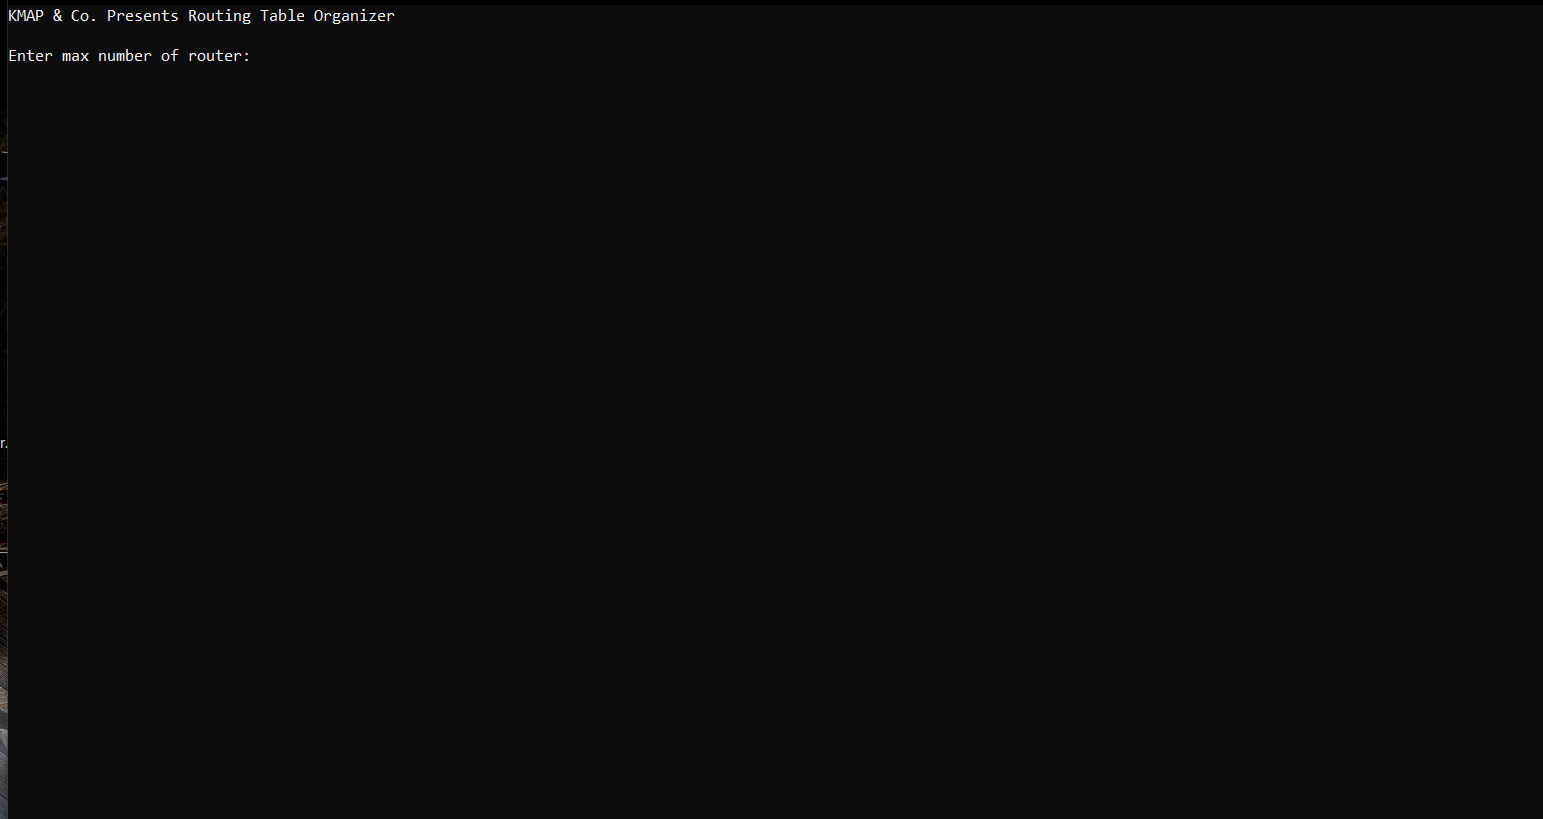 KMAP & Co. Presents Routing Table Organizer
Enter max number of router:
r.